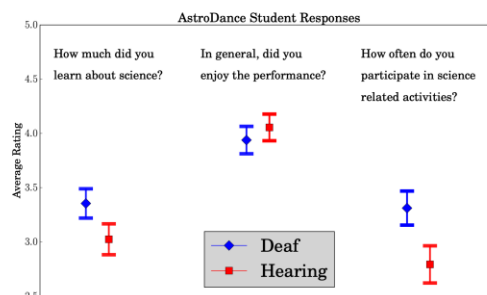 AstroDance Student Responses
5.0
How much did you
learn about science?
In general, did you
enjoy the performance?
How often do you
participate in science
related activities?
4.5
4.0
Average Rating
3.5
3.0
2.5
Deaf
Hearing